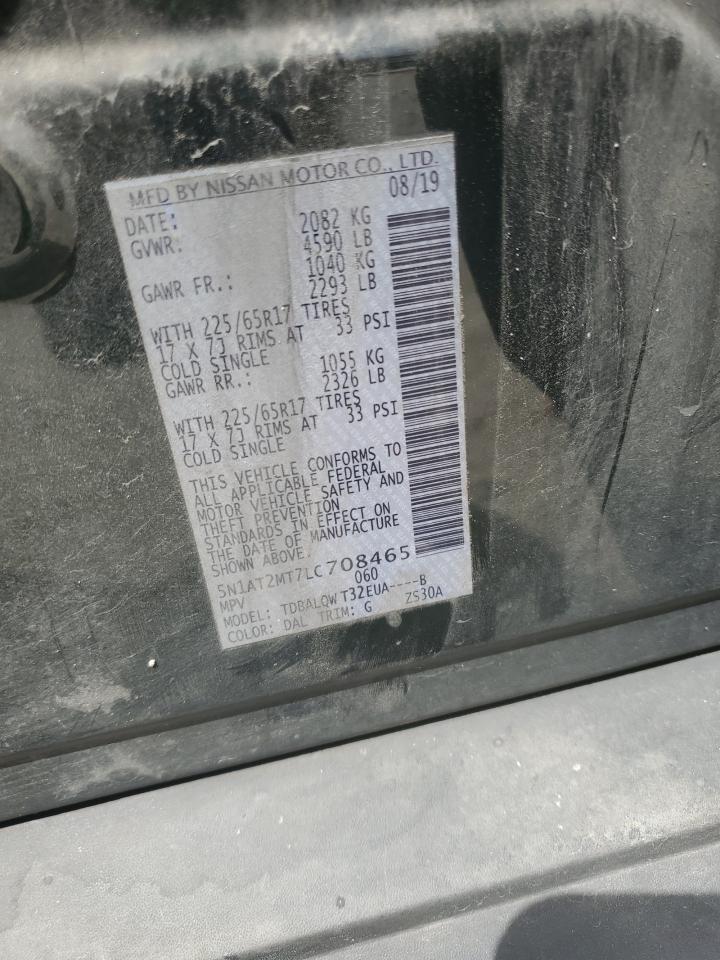 MFD BY NISSAN MOTOR CO., LTD.
DATE: 08/19
GVWR: 2082 KG
4590 LB
GAWR FR.: 1040 KG
2293 LB
WITH 225/65R17 TIRES
17 X 7J RIMS AT 33 PSI
COLD SINGLE
GAWR RR.: 1055 KG
2326 LB
WITH 225/65R17 TIRES
17 X 7J RIMS AT 33 PSI
COLD SINGLE
THIS VEHICLE CONFORMS TO
ALL APPLICABLE FEDERAL
MOTOR VEHICLE SAFETY AND
THEFT PREVENTION
STANDARDS IN EFFECT ON
THE DATE OF MANUFACTURE
SHOWN ABOVE.
5N1AT2MT7LC708465
MPV 060
MODEL: TDBALQWT32EUA----B
COLOR: DAL TRIM: G ZS30A